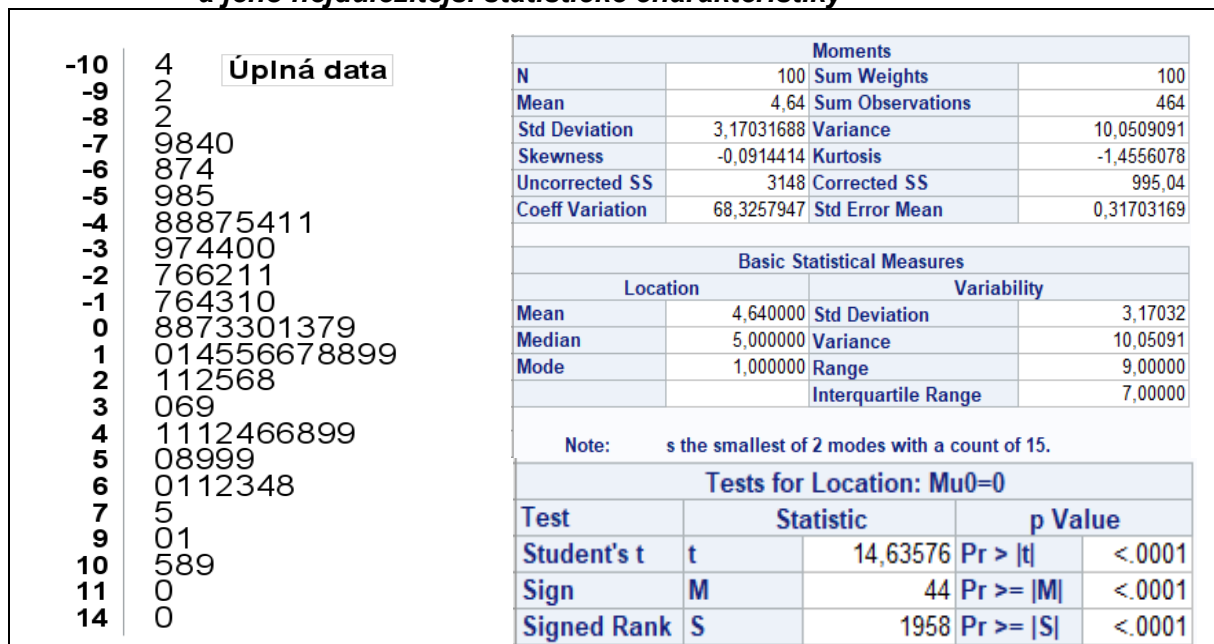 a jeho nejdůležitější statistické charakteristiky
Úplná data
-10 4
-9 2
-8 2
-7 9840
-6 874
-5 985
-4 88875411
-3 974400
-2 766211
-1 764310
0 8873301379
1 014556678899
2 112568
3 069
4 1112466899
5 08999
6 0112348
7 5
9 01
10 589
11 0
14 0
Moments
N 100 Sum Weights 100
Mean 4,64 Sum Observations 464
Std Deviation 3,17031688 Variance 10,0509091
Skewness -0,0914414 Kurtosis -1,4556078
Uncorrected SS 3148 Corrected SS 995,04
Coeff Variation 68,3257947 Std Error Mean 0,31703169
Basic Statistical Measures
Location Variability
Mean 4,640000 Std Deviation 3,17032
Median 5,000000 Variance 10,05091
Mode 1,000000 Range 9,00000
Interquartile Range 7,00000
Note: s the smallest of 2 modes with a count of 15.
Tests for Location: Mu0=0
Test Statistic p Value
Student's t t 14,63576 Pr > |t| <.0001
Sign M 44 Pr >= |M| <.0001
Signed Rank S 1958 Pr >= |S| <.0001